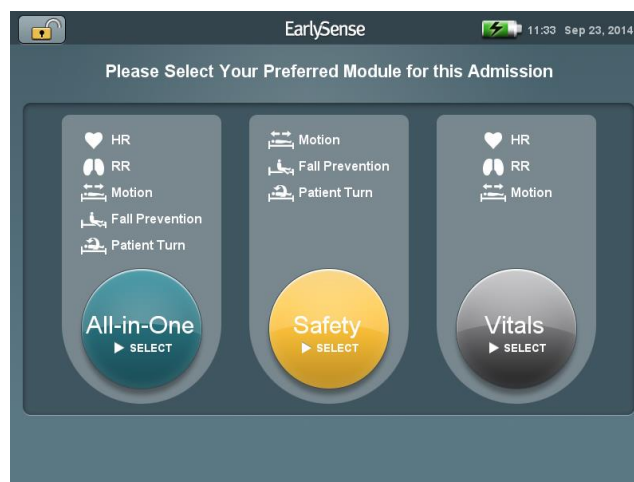 EarlySense
11:33 Sep 23, 2014
Please Select Your Preferred Module for this Admission
HR
RR
Motion
Fall Prevention
Patient Turn
All-in-One
SELECT
Motion
Fall Prevention
Patient Turn
Safety
SELECT
HR
RR
Motion
Vitals
SELECT